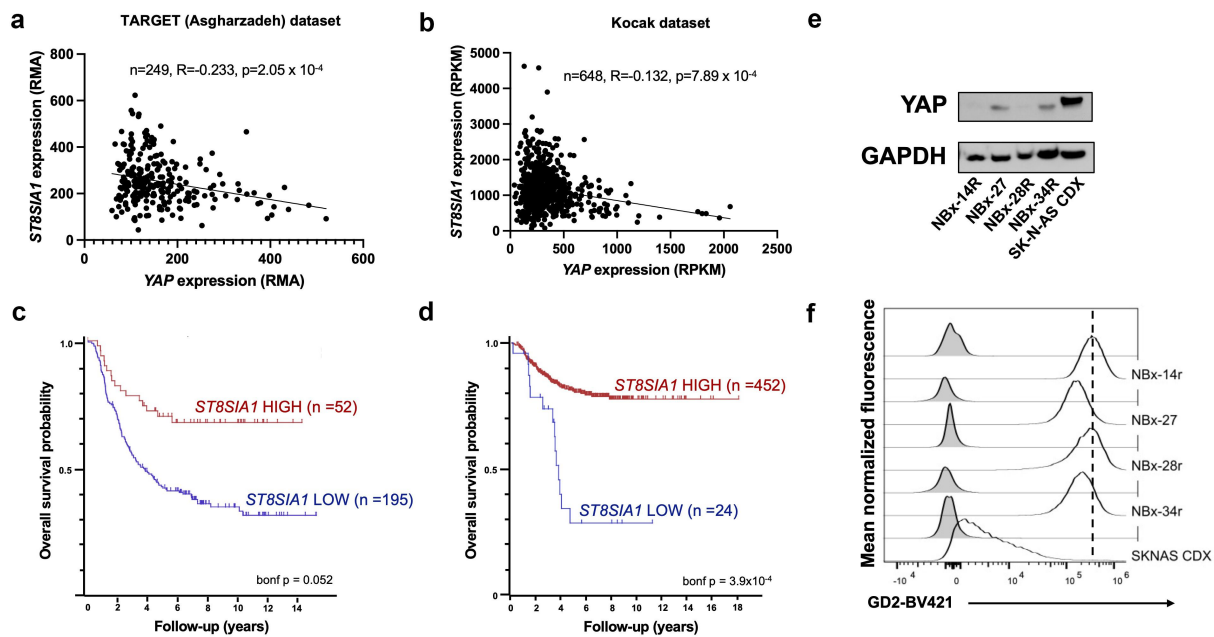 a
TARGET (Asgharzadeh) dataset
ST8SIA1 expression (RMA)
800
600
400
200
0
n=249, R=-0.233, p=2.05 x 10-4
0
200
400
600
YAP expression (RMA)
b
Kocak dataset
ST8SIA1 expression (RPKM)
5000
4000
3000
2000
1000
0
n=648, R=-0.132, p=7.89 x 10-4
0
500
1000
1500
2000
2500
YAP expression (RPKM)
e
YAP
GAPDH
NBx-14R
NBx-27
NBx-28R
NBx-34R
SK-N-AS CDX
c
Overall survival probability
1.0
0.5
ST8SIA1 HIGH (n =52)
ST8SIA1 LOW (n =195)
bonf p = 0.052
0
2
4
6
8
10
12
14
Follow-up (years)
d
Overall survival probability
1.0
0.5
ST8SIA1 HIGH (n =452)
ST8SIA1 LOW (n =24)
bonf p = 3.9x10-4
0
2
4
6
8
10
12
14
16
18
Follow-up (years)
f
Mean normalized fluorescence
NBx-14r
NBx-27
NBx-28r
NBx-34r
SKNAS CDX
-10 4
0
10 4
10 5
10 6
GD2-BV421